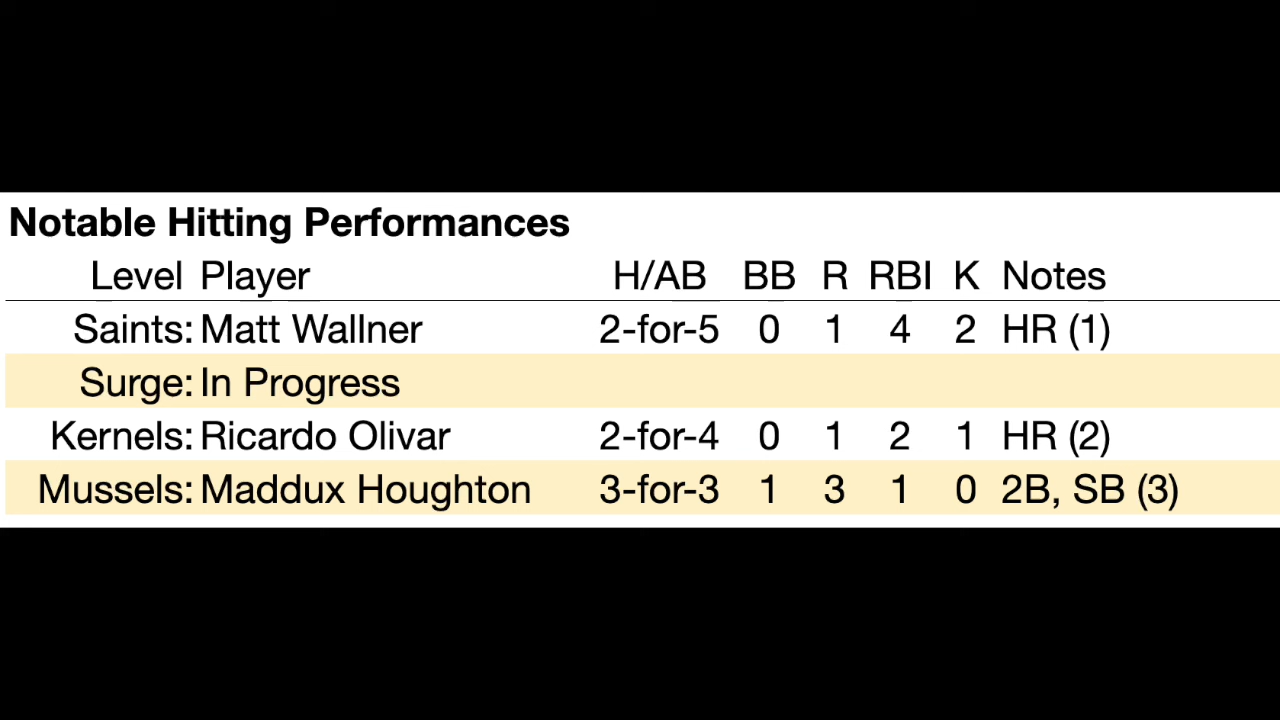 Notable Hitting Performances
Level Player H/AB BB R RBI K Notes
Saints: Matt Wallner 2-for-5 0 1 4 2 HR (1)
Surge: In Progress
Kernels: Ricardo Olivar 2-for-4 0 1 2 1 HR (2)
Mussels: Maddux Houghton 3-for-3 1 3 1 0 2B, SB (3)